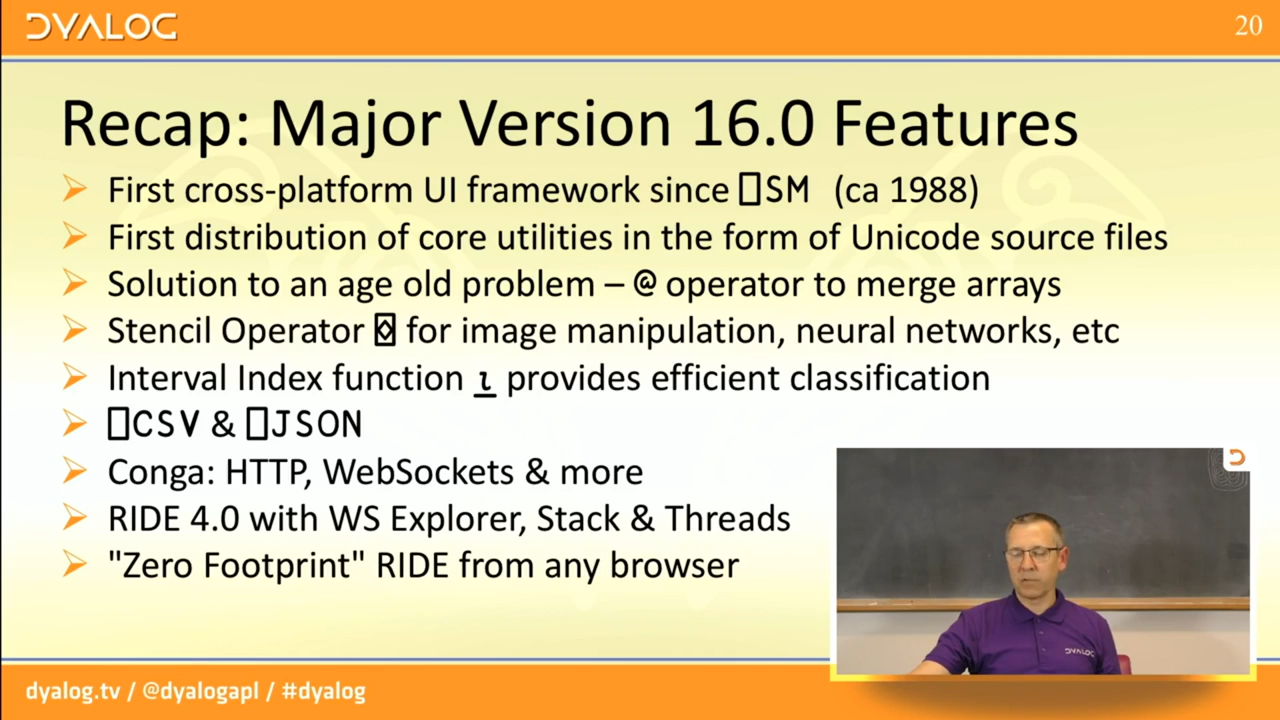 DYALOG
20
Recap: Major Version 16.0 Features
First cross-platform UI framework since ⎕SM (ca 1988)
First distribution of core utilities in the form of Unicode source files
Solution to an age old problem – @ operator to merge arrays
Stencil Operator ⌺ for image manipulation, neural networks, etc
Interval Index function ⍸ provides efficient classification
⎕CSV & ⎕JSON
Conga: HTTP, WebSockets & more
RIDE 4.0 with WS Explorer, Stack & Threads
"Zero Footprint" RIDE from any browser
DYALOG
dyalog.tv / @dyalogapl / #dyalog